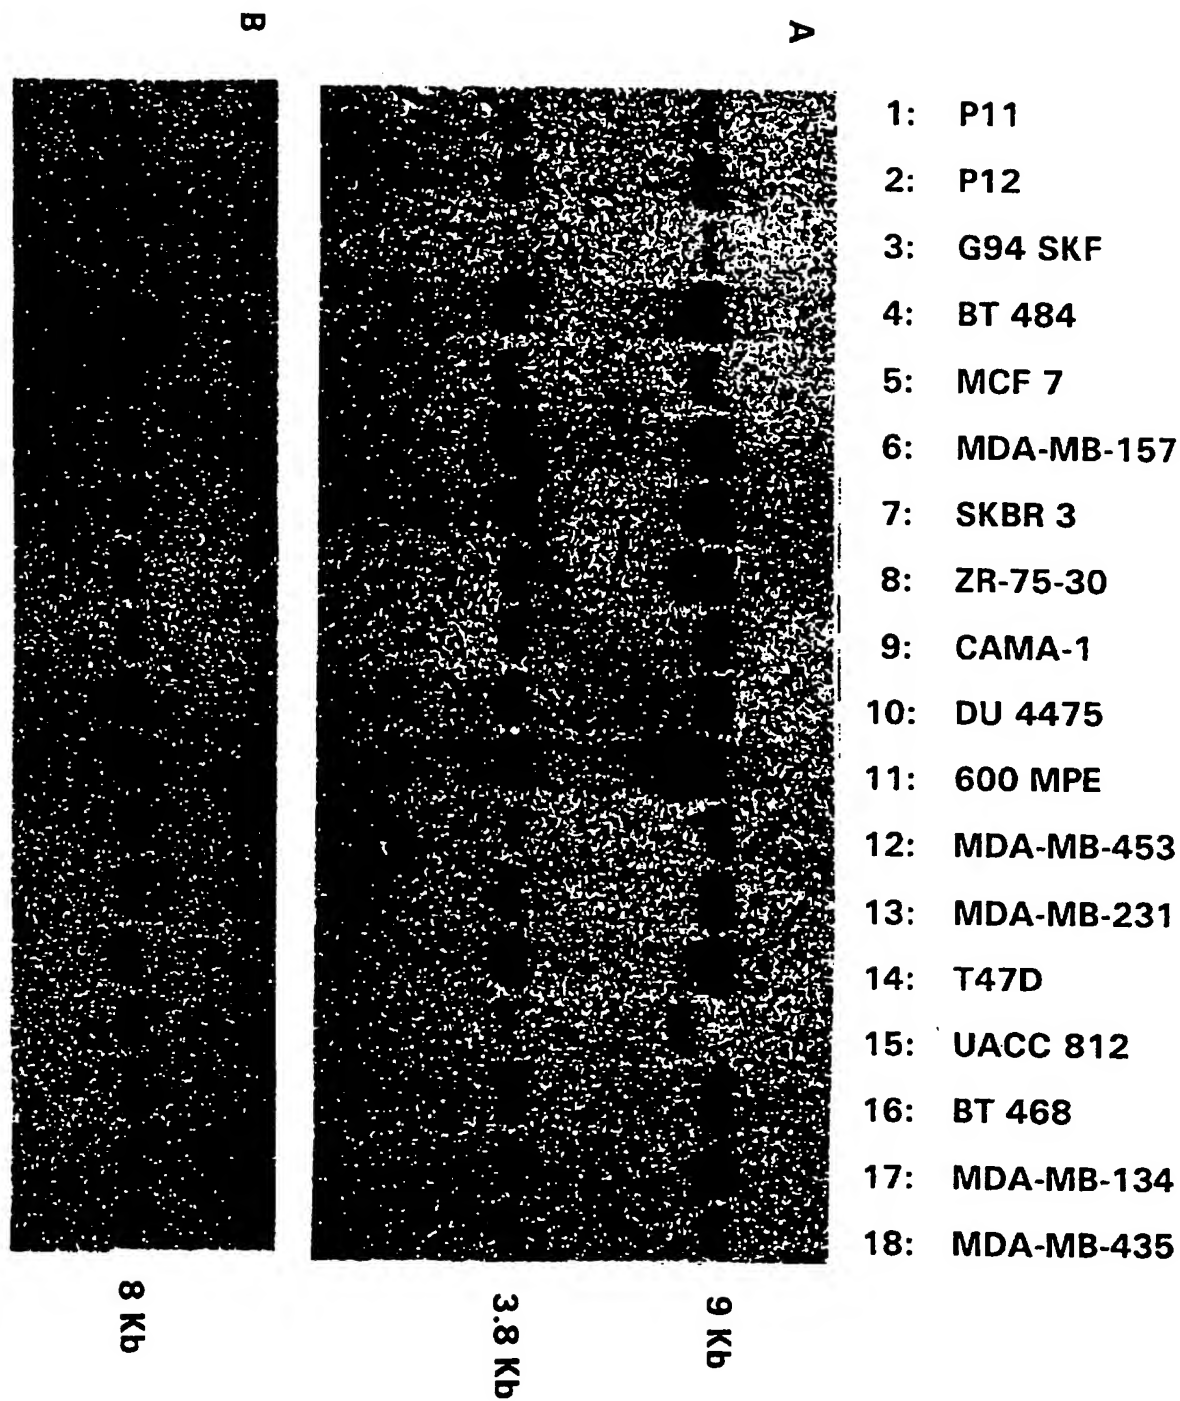 B
A
1: P11
2: P12
3: G94 SKF
4: BT 484
5: MCF 7
6: MDA-MB-157
7: SKBR 3
8: ZR-75-30
9: CAMA-1
10: DU 4475
11: 600 MPE
12: MDA-MB-453
13: MDA-MB-231
14: T47D
15: UACC 812
16: BT 468
17: MDA-MB-134
18: MDA-MB-435
8 Kb
3.8 Kb
9 Kb